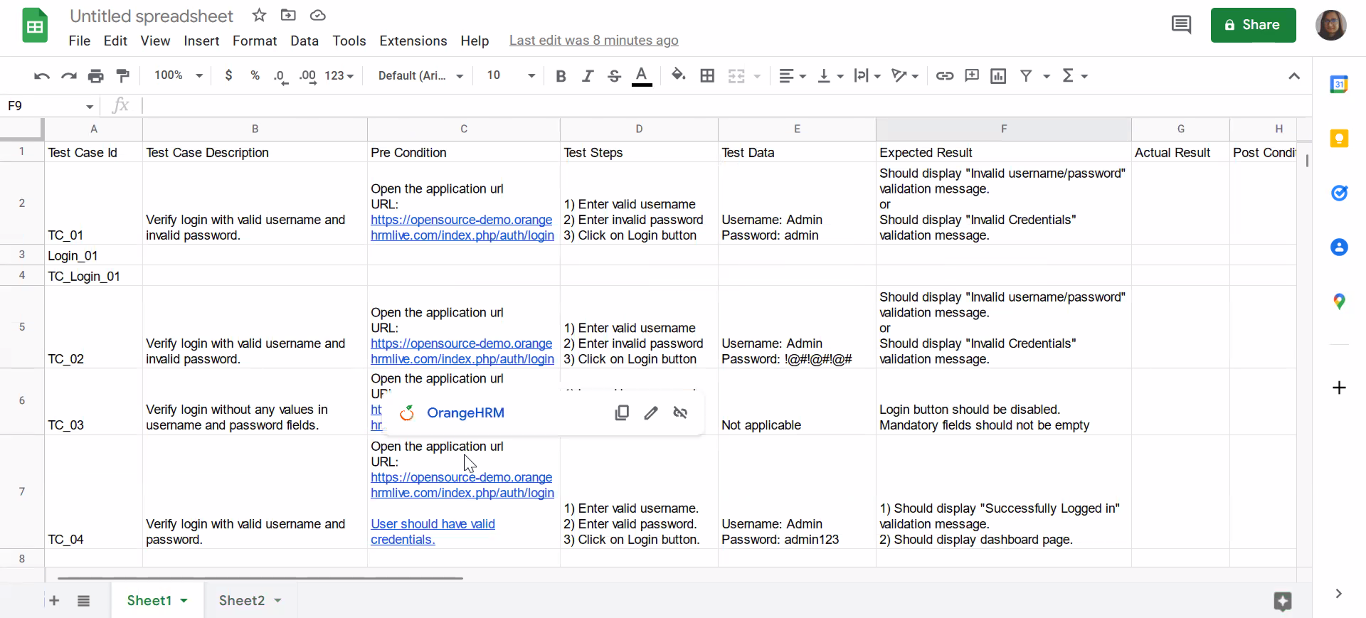 Untitled spreadsheet
Share
File Edit View Insert Format Data Tools Extensions Help Last edit was 8 minutes ago
100% $ % .0 .00 123 Default (Ari... 10 B I S A
31
F9 fx
A B C D E F G H
1 Test Case Id Test Case Description Pre Condition Test Steps Test Data Expected Result Actual Result Post Condi
Should display "Invalid username/password"
Open the application url validation message.
2 URL: 1) Enter valid username or
Verify login with valid username and https://opensource-demo.orange 2) Enter invalid password Username: Admin Should display "Invalid Credentials"
TC_01 invalid password. hrmlive.com/index.php/auth/login 3) Click on Login button Password: admin validation message.
3 Login_01
4 TC_Login_01
Should display "Invalid username/password"
Open the application url validation message.
5 URL: 1) Enter valid username or
Verify login with valid username and https://opensource-demo.orange 2) Enter invalid password Username: Admin Should display "Invalid Credentials"
TC_02 invalid password. hrmlive.com/index.php/auth/login 3) Click on Login button Password: !@#!@#!@# validation message.
Open the application url
6
Verify login without any values in ht OrangeHRM Login button should be disabled.
TC_03 username and password fields. hr Not applicable Mandatory fields should not be empty
Open the application url
URL:
https://opensource-demo.orange
7 hrmlive.com/index.php/auth/login
1) Enter valid username. 1) Should display "Successfully Logged in"
Verify login with valid username and User should have valid 2) Enter valid password. Username: Admin validation message.
TC_04 password. credentials. 3) Click on Login button. Password: admin123 2) Should display dashboard page.
8
Sheet1 Sheet2